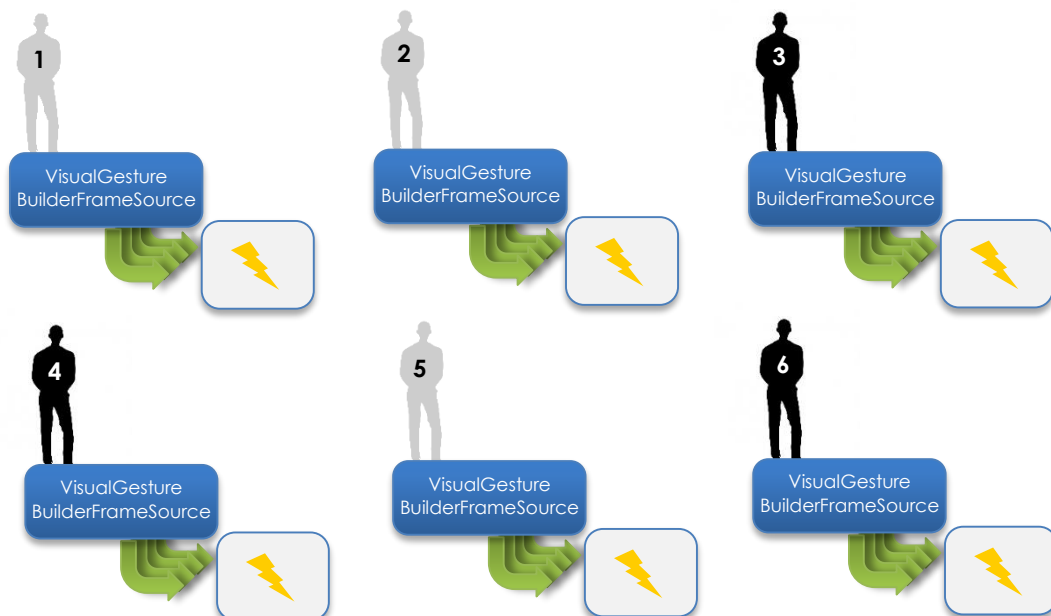 1
2
3
VisualGesture
BuilderFrameSource
VisualGesture
BuilderFrameSource
VisualGesture
BuilderFrameSource
4
5
6
VisualGesture
BuilderFrameSource
VisualGesture
BuilderFrameSource
VisualGesture
BuilderFrameSource